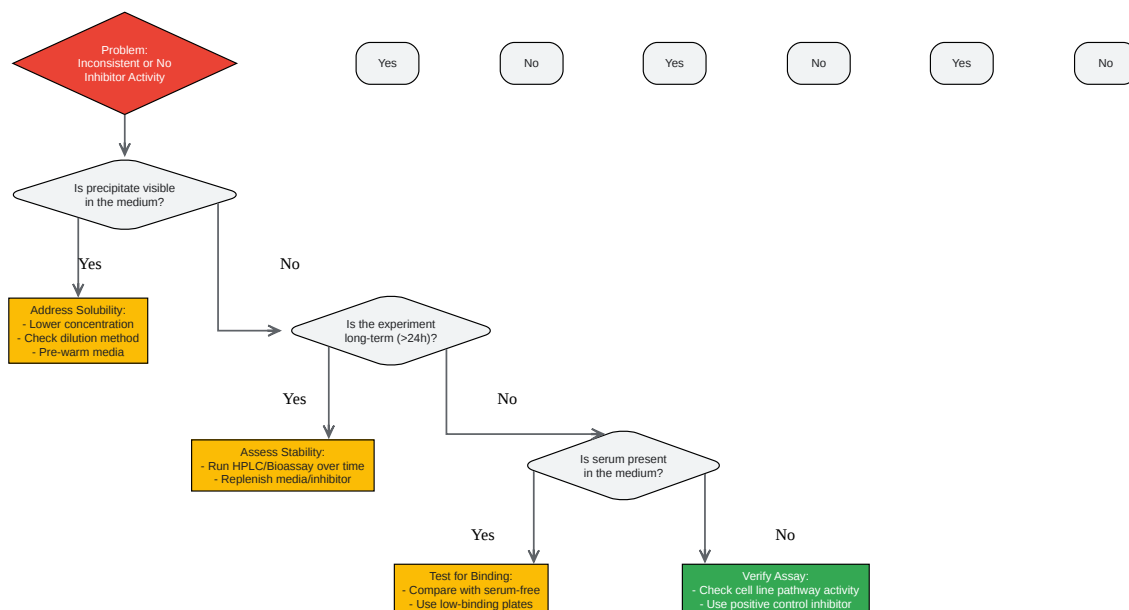 Problem:
Inconsistent or No
Inhibitor Activity
Yes
No
Yes
No
Yes
No
Is precipitate visible
in the medium?
Yes
No
Address Solubility:
- Lower concentration
- Check dilution method
- Pre-warm media
Is the experiment
long-term (>24h)?
Yes
No
Assess Stability:
- Run HPLC/Bioassay over time
- Replenish media/inhibitor
Is serum present
in the medium?
Yes
No
Test for Binding:
- Compare with serum-free
- Use low-binding plates
Verify Assay:
- Check cell line pathway activity
- Use positive control inhibitor